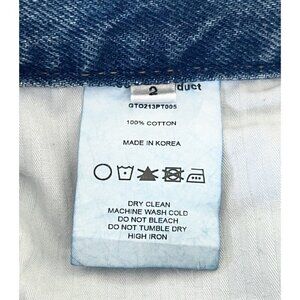 2
duct
GTO213PT005
100% COTTON
MADE IN KOREA
DRY CLEAN
MACHINE WASH COLD
DO NOT BLEACH
DO NOT TUMBLE DRY
HIGH IRON